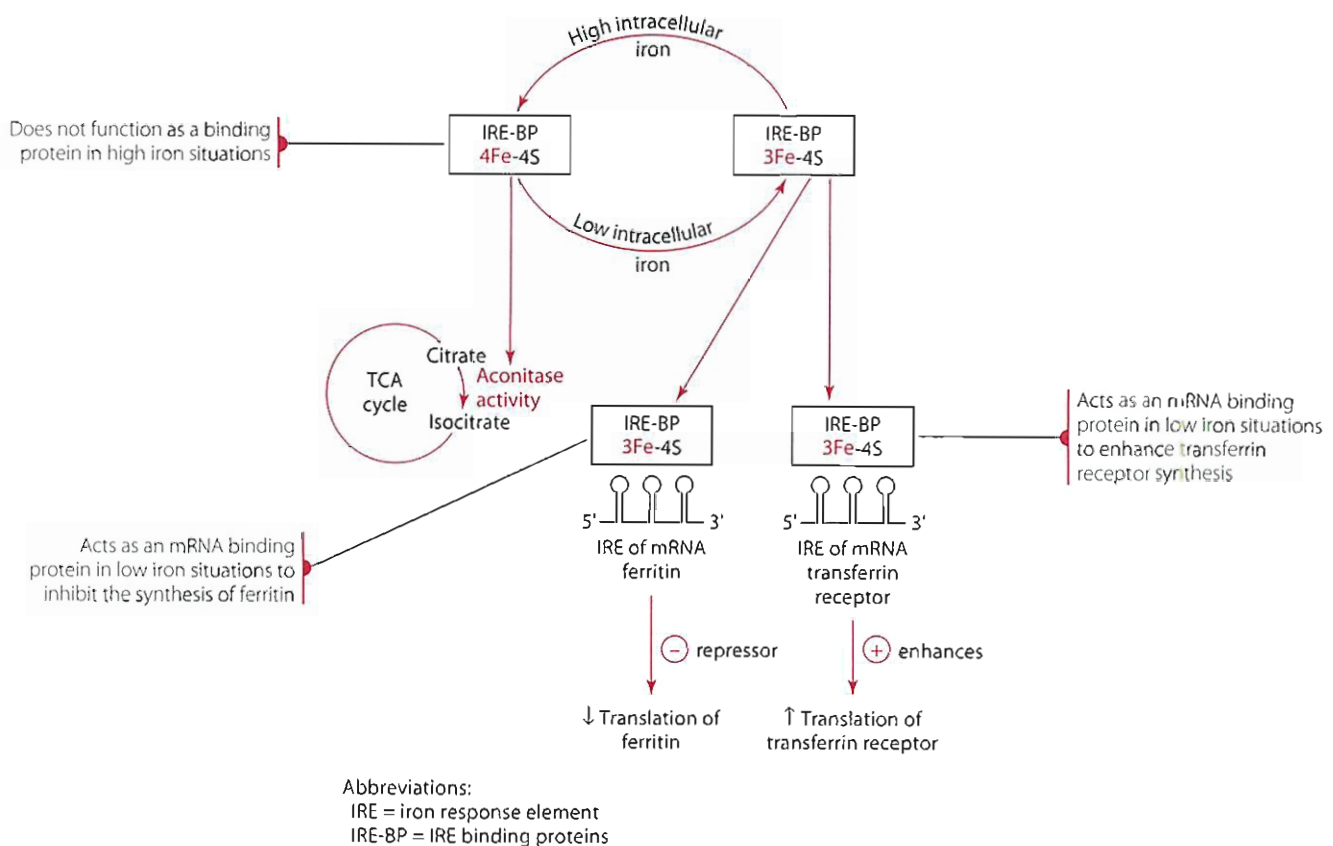 High intracellular
iron
Does not function as a binding
protein in high iron situations
IRE-BP
4Fe-4S
IRE-BP
3Fe-4S
Low intracellular
iron
TCA
cycle
Citrate
Aconitase
activity
Isocitrate
IRE-BP
3Fe-4S
IRE-BP
3Fe-4S
Acts as an mRNA binding
protein in low iron situations
to enhance transferrin
receptor synthesis
5' 3'
5' 3'
IRE of mRNA
ferritin
IRE of mRNA
transferrin
receptor
Acts as an mRNA binding
protein in low iron situations to
inhibit the synthesis of ferritin
− repressor
+ enhances
↓ Translation of
ferritin
↑ Translation of
transferrin receptor
Abbreviations:
IRE = iron response element
IRE-BP = IRE binding proteins